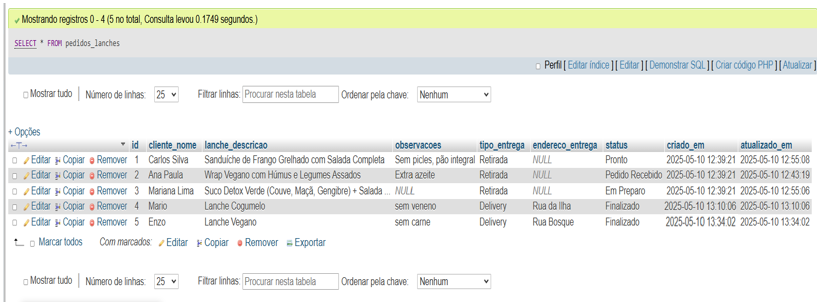 Mostrando registros 0 - 4 (5 no total, Consulta levou 0.1749 segundos.)
SELECT * FROM pedidos_lanches
Perfil [ Editar índice ] [ Editar ] [ Demonstrar SQL ] [ Criar código PHP ] [ Atualizar ]
Mostrar tudo Número de linhas: 25 Filtrar linhas: Procurar nesta tabela Ordenar pela chave: Nenhum
+ Opções
←T→ id cliente_nome lanche_descricao observacoes tipo_entrega endereco_entrega status criado_em atualizado_em
Editar Copiar Remover 1 Carlos Silva Sanduíche de Frango Grelhado com Salada Completa Sem picles, pão integral Retirada NULL Pronto 2025-05-10 12:39:21 2025-05-10 12:55:08
Editar Copiar Remover 2 Ana Paula Wrap Vegano com Húmus e Legumes Assados Extra azeite Retirada NULL Pedido Recebido 2025-05-10 12:39:21 2025-05-10 12:43:19
Editar Copiar Remover 3 Mariana Lima Suco Detox Verde (Couve, Maçã, Gengibre) + Salada ... NULL Retirada NULL Em Preparo 2025-05-10 12:39:21 2025-05-10 12:55:06
Editar Copiar Remover 4 Mario Lanche Cogumelo sem veneno Delivery Rua da Ilha Finalizado 2025-05-10 13:10:06 2025-05-10 13:10:06
Editar Copiar Remover 5 Enzo Lanche Vegano sem carne Delivery Rua Bosque Finalizado 2025-05-10 13:34:02 2025-05-10 13:34:02
Marcar todos Com marcados: Editar Copiar Remover Exportar
Mostrar tudo Número de linhas: 25 Filtrar linhas: Procurar nesta tabela Ordenar pela chave: Nenhum